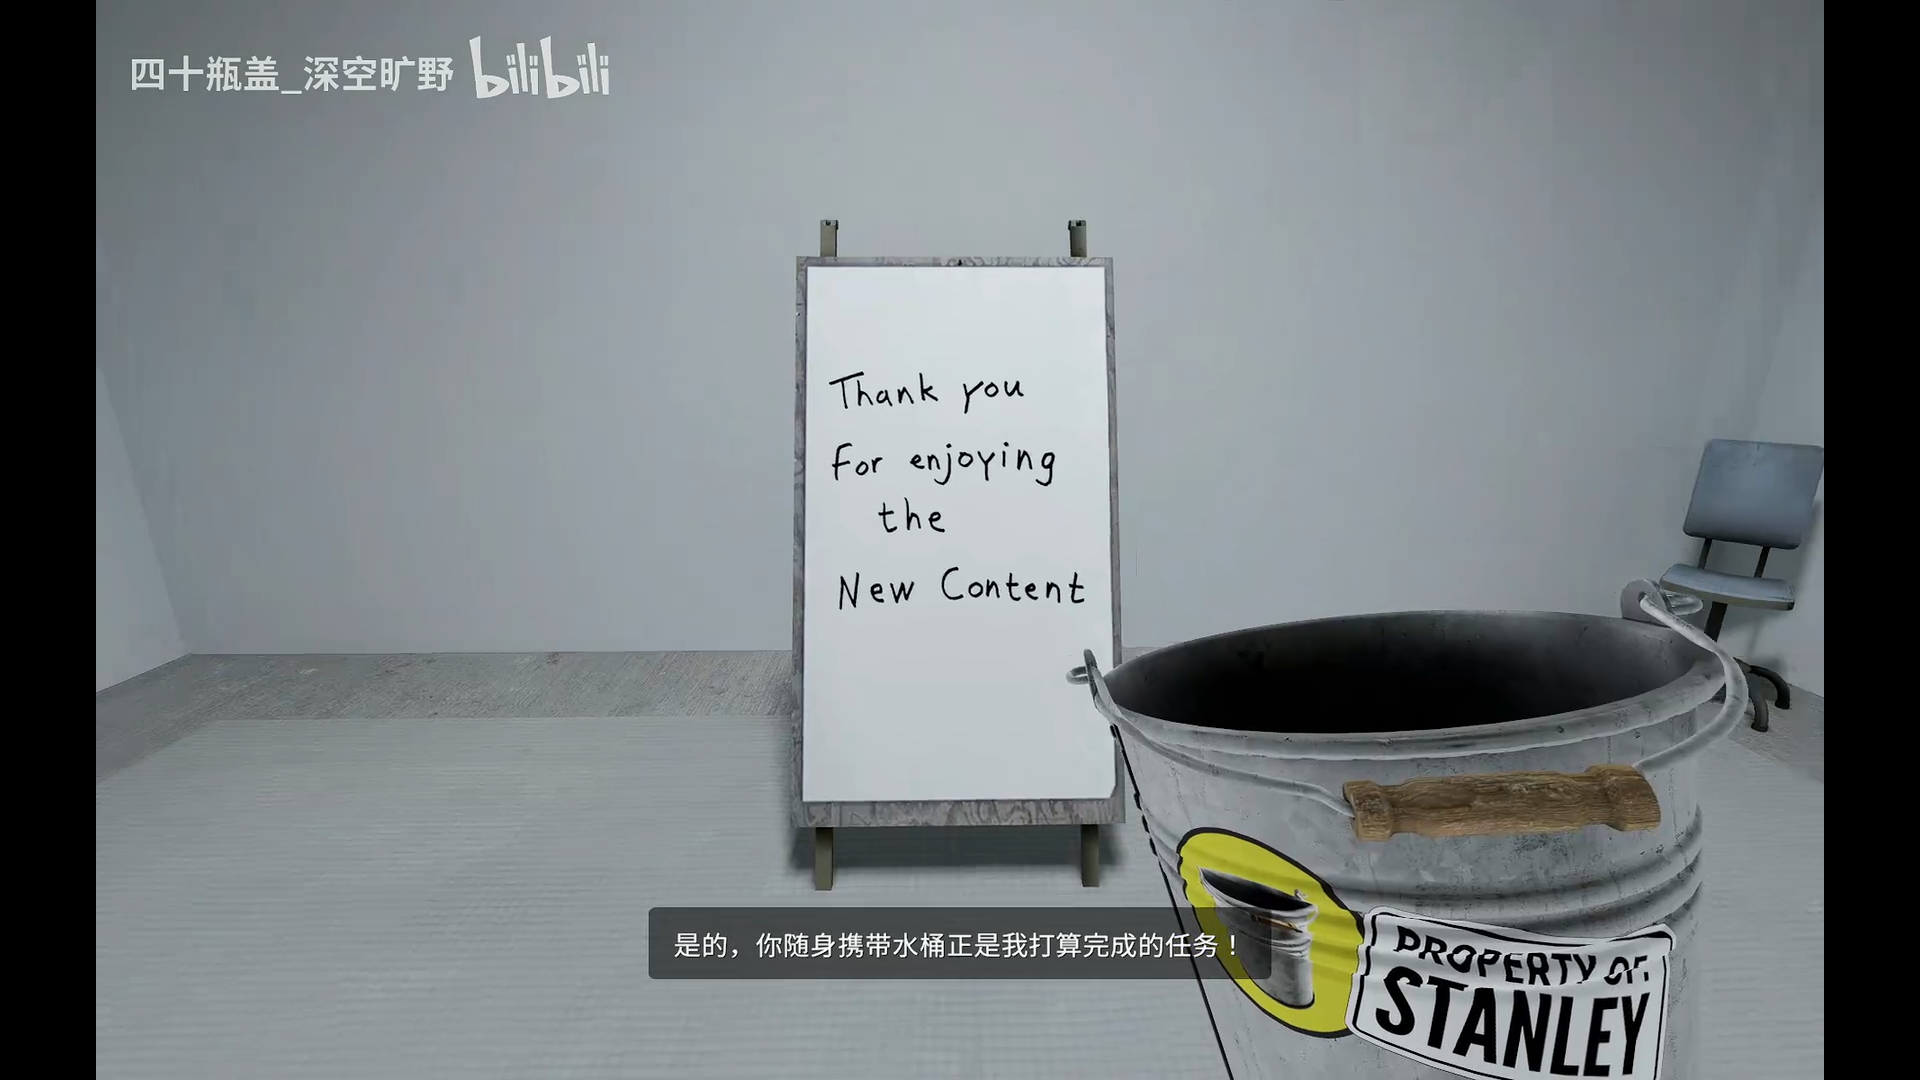 四十瓶盖_深空旷野 bilibili
Thank you
For enjoying
the
New Content
是的，你随身携带水桶正是我打算完成的任务！
PROPERTY OF
STANLEY